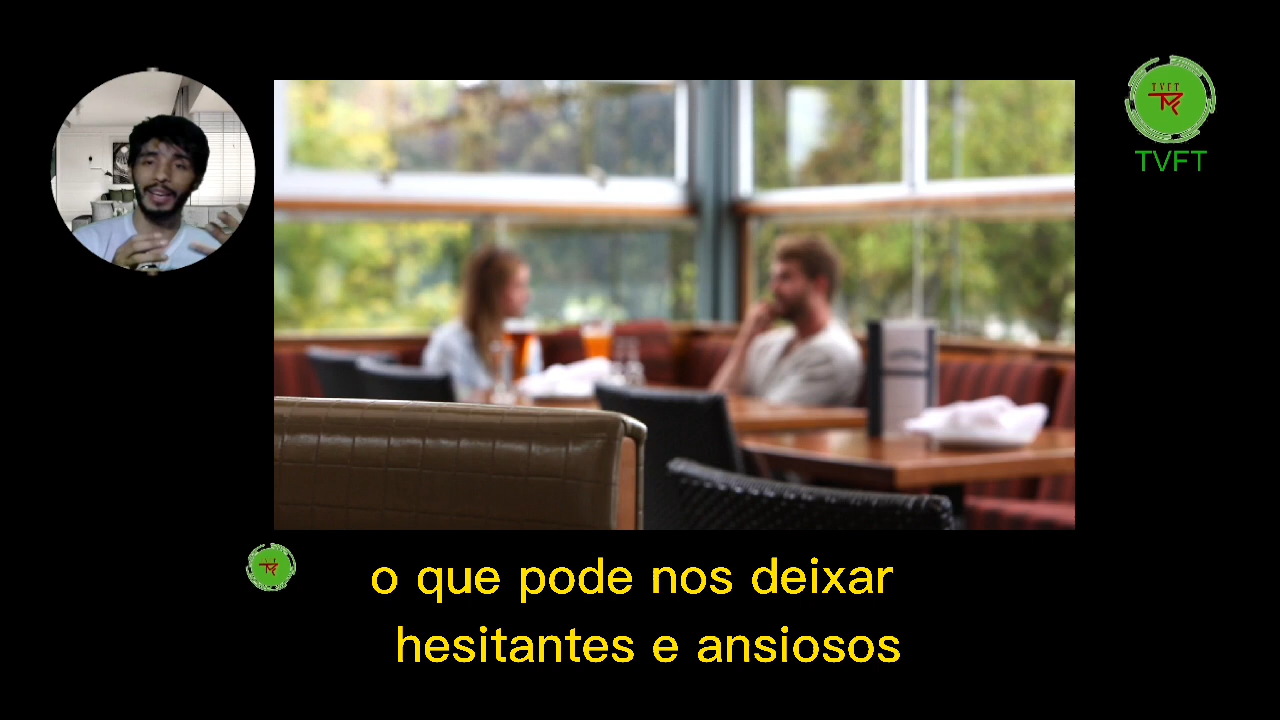 TVFT
TVFT
o que pode nos deixar
hesitantes e ansiosos